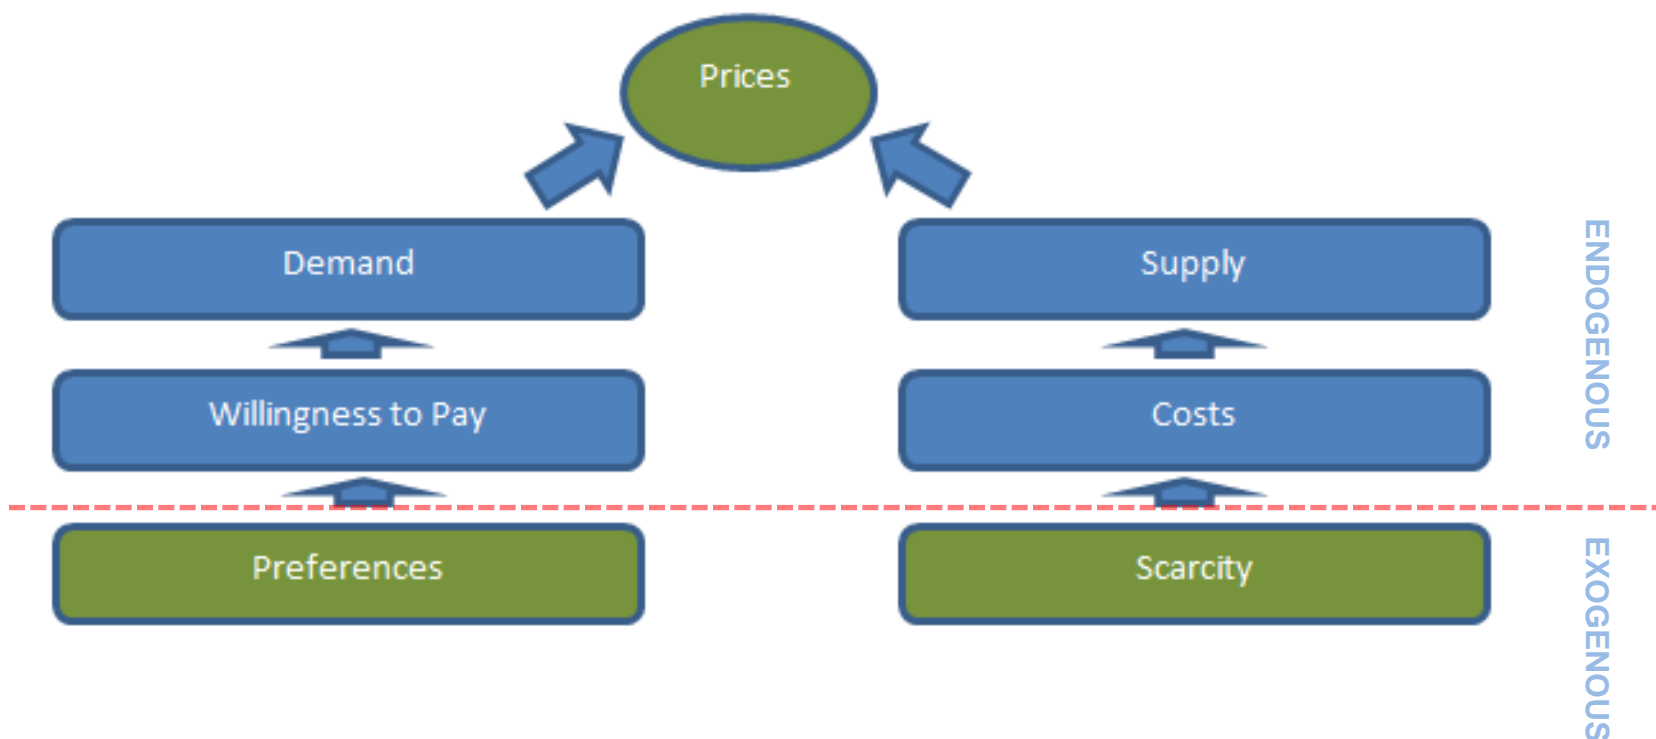 Prices
Demand
Supply
ENDOGENOUS
Willingness to Pay
Costs
Preferences
Scarcity
EXOGENOUS